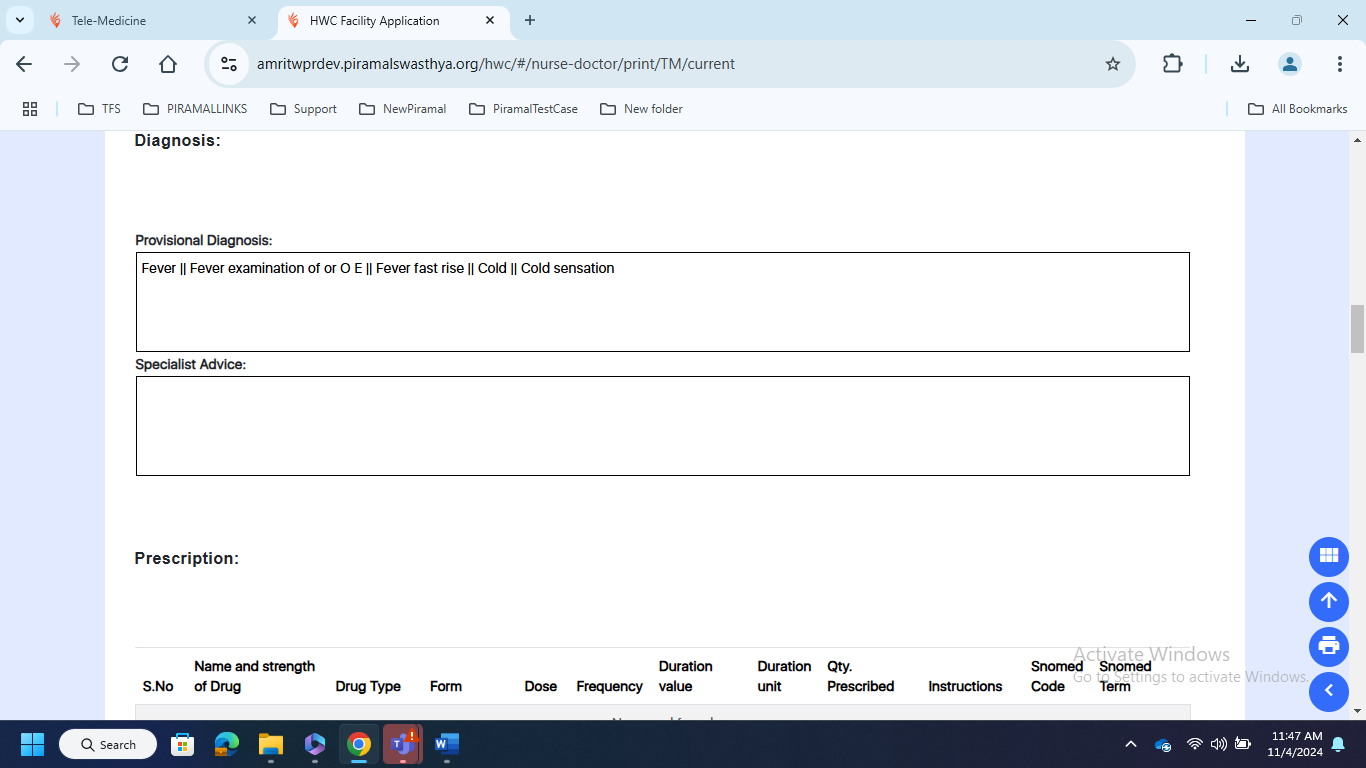 Tele-Medicine
HWC Facility Application
amritwprdev.piramalswasthya.org/hwc/#/nurse-doctor/print/TM/current
TFS
PIRAMALLINKS
Support
NewPiramal
PiramalTestCase
New folder
All Bookmarks
Diagnosis:
Provisional Diagnosis:
Fever || Fever examination of or O E || Fever fast rise || Cold || Cold sensation
Specialist Advice:
Prescription:
S.No
Name and strength
of Drug
Drug Type
Form
Dose
Frequency
Duration
value
Duration
unit
Qty.
Prescribed
Instructions
Snomed
Code
Snomed
Term
Activate Windows
Go to Settings to activate Windows.
Search
11:47 AM
11/4/2024